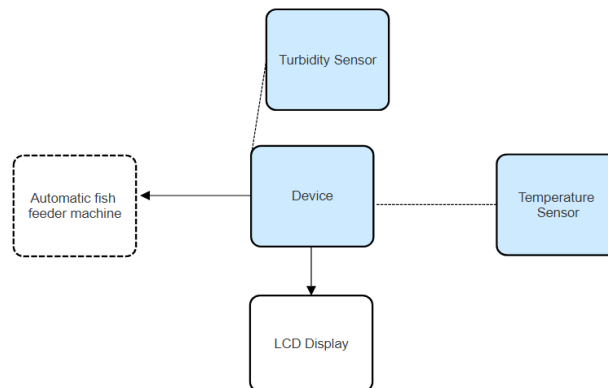 Turbidity Sensor
Automatic fish
feeder machine
Device
Temperature
Sensor
LCD Display